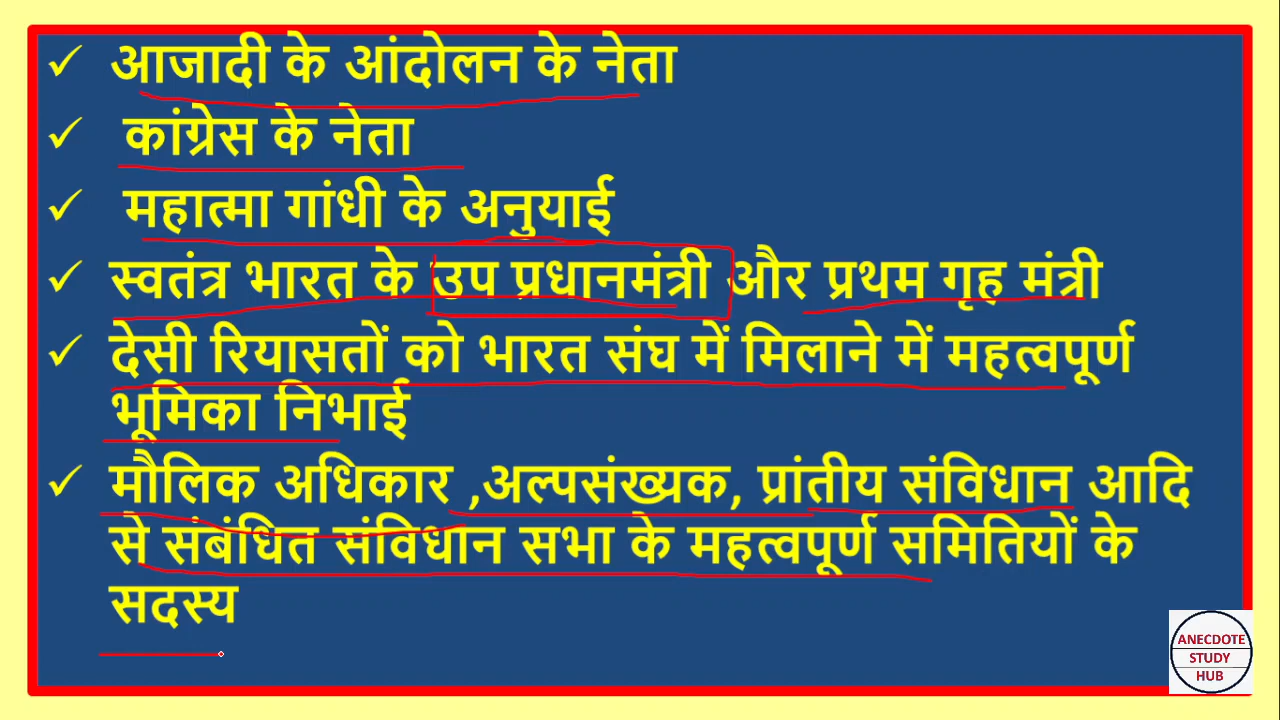 ✓ आजादी के आंदोलन के नेता
✓ कांग्रेस के नेता
✓ महात्मा गांधी के अनुयाई
✓ स्वतंत्र भारत के उप प्रधानमंत्री और प्रथम गृह मंत्री
✓ देसी रियासतों को भारत संघ में मिलाने में महत्वपूर्ण
भूमिका निभाई
✓ मौलिक अधिकार ,अल्पसंख्यक, प्रांतीय संविधान आदि
से संबंधित संविधान सभा के महत्वपूर्ण समितियों के
सदस्य
ANECDOTE
STUDY
HUB